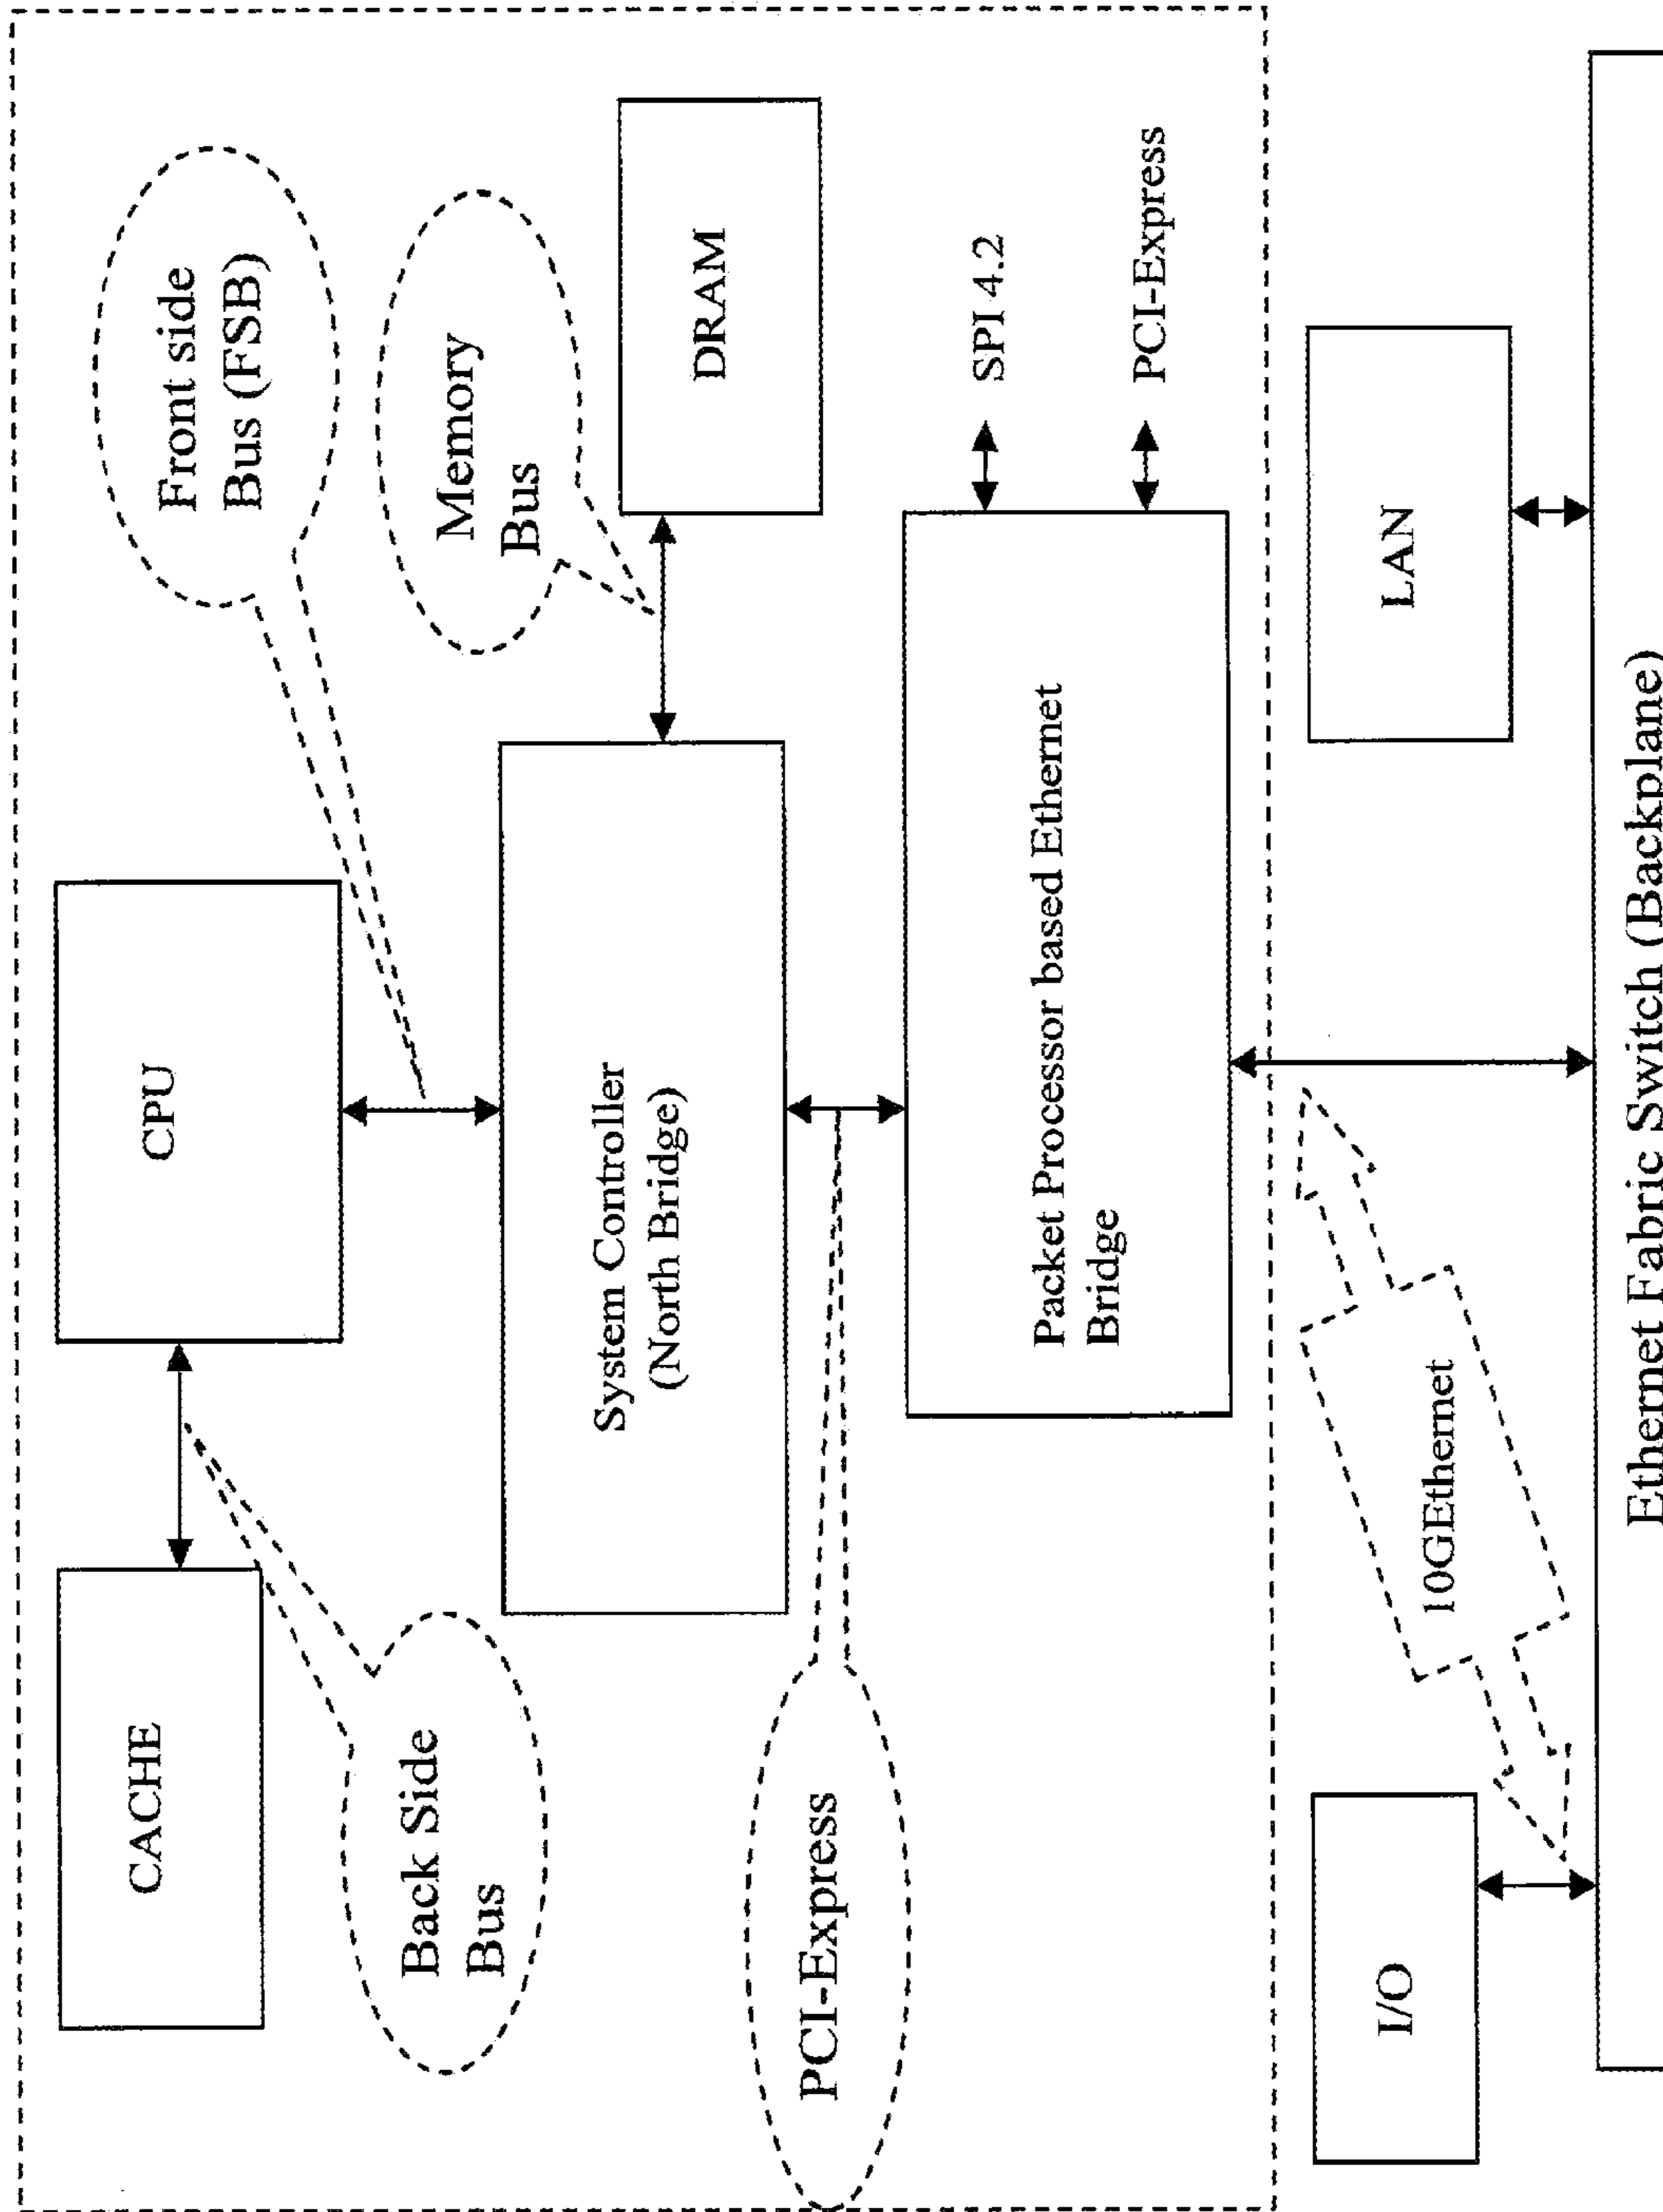 CACHE
CPU
Front side
Bus (FSB)
Back Side
Bus
Memory
Bus
System Controller
(North Bridge)
DRAM
PCI-Express
Packet Processor based Ethernet
Bridge
SPI 4.2
PCI-Express
I/O
10GEthernet
LAN
Ethernet Fabric Switch (Backplane)